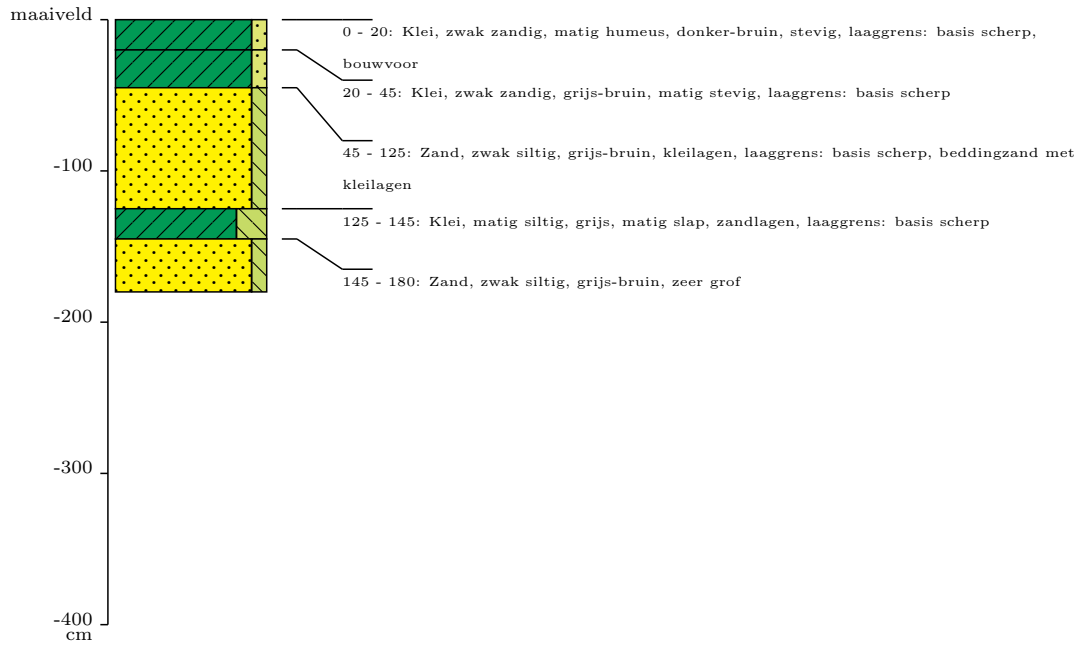 maaiveld
0 - 20: Klei, zwak zandig, matig humeus, donker-bruin, stevig, laaggrens: basis scherp,
bouwvoor
20 - 45: Klei, zwak zandig, grijs-bruin, matig stevig, laaggrens: basis scherp
45 - 125: Zand, zwak siltig, grijs-bruin, kleilagen, laaggrens: basis scherp, beddingzand met
kleilagen
-100
125 - 145: Klei, matig siltig, grijs, matig slap, zandlagen, laaggrens: basis scherp
145 - 180: Zand, zwak siltig, grijs-bruin, zeer grof
-200
-300
-400
cm